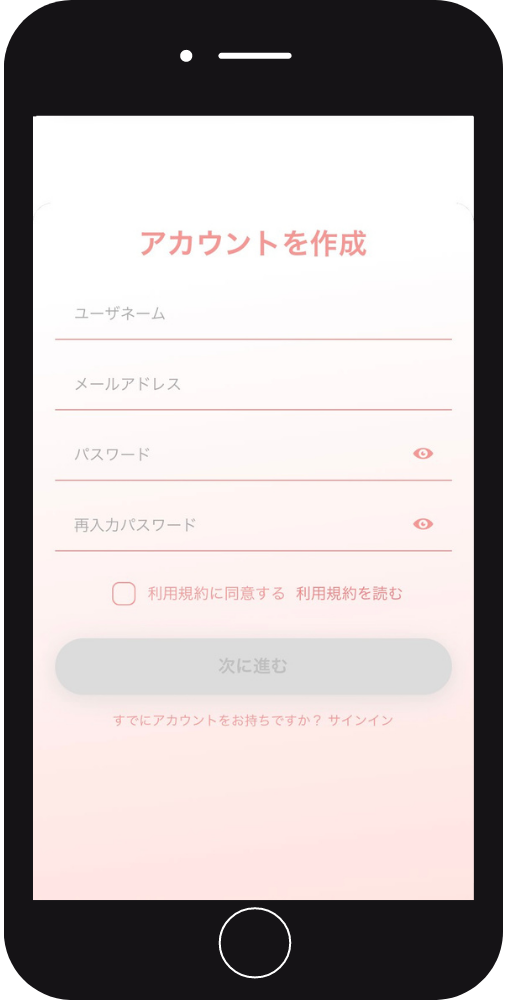 アカウントを作成
ユーザネーム
メールアドレス
パスワード
再入力パスワード
利用規約に同意する 利用規約を読む
次に進む
すでにアカウントをお持ちですか？ サインイン